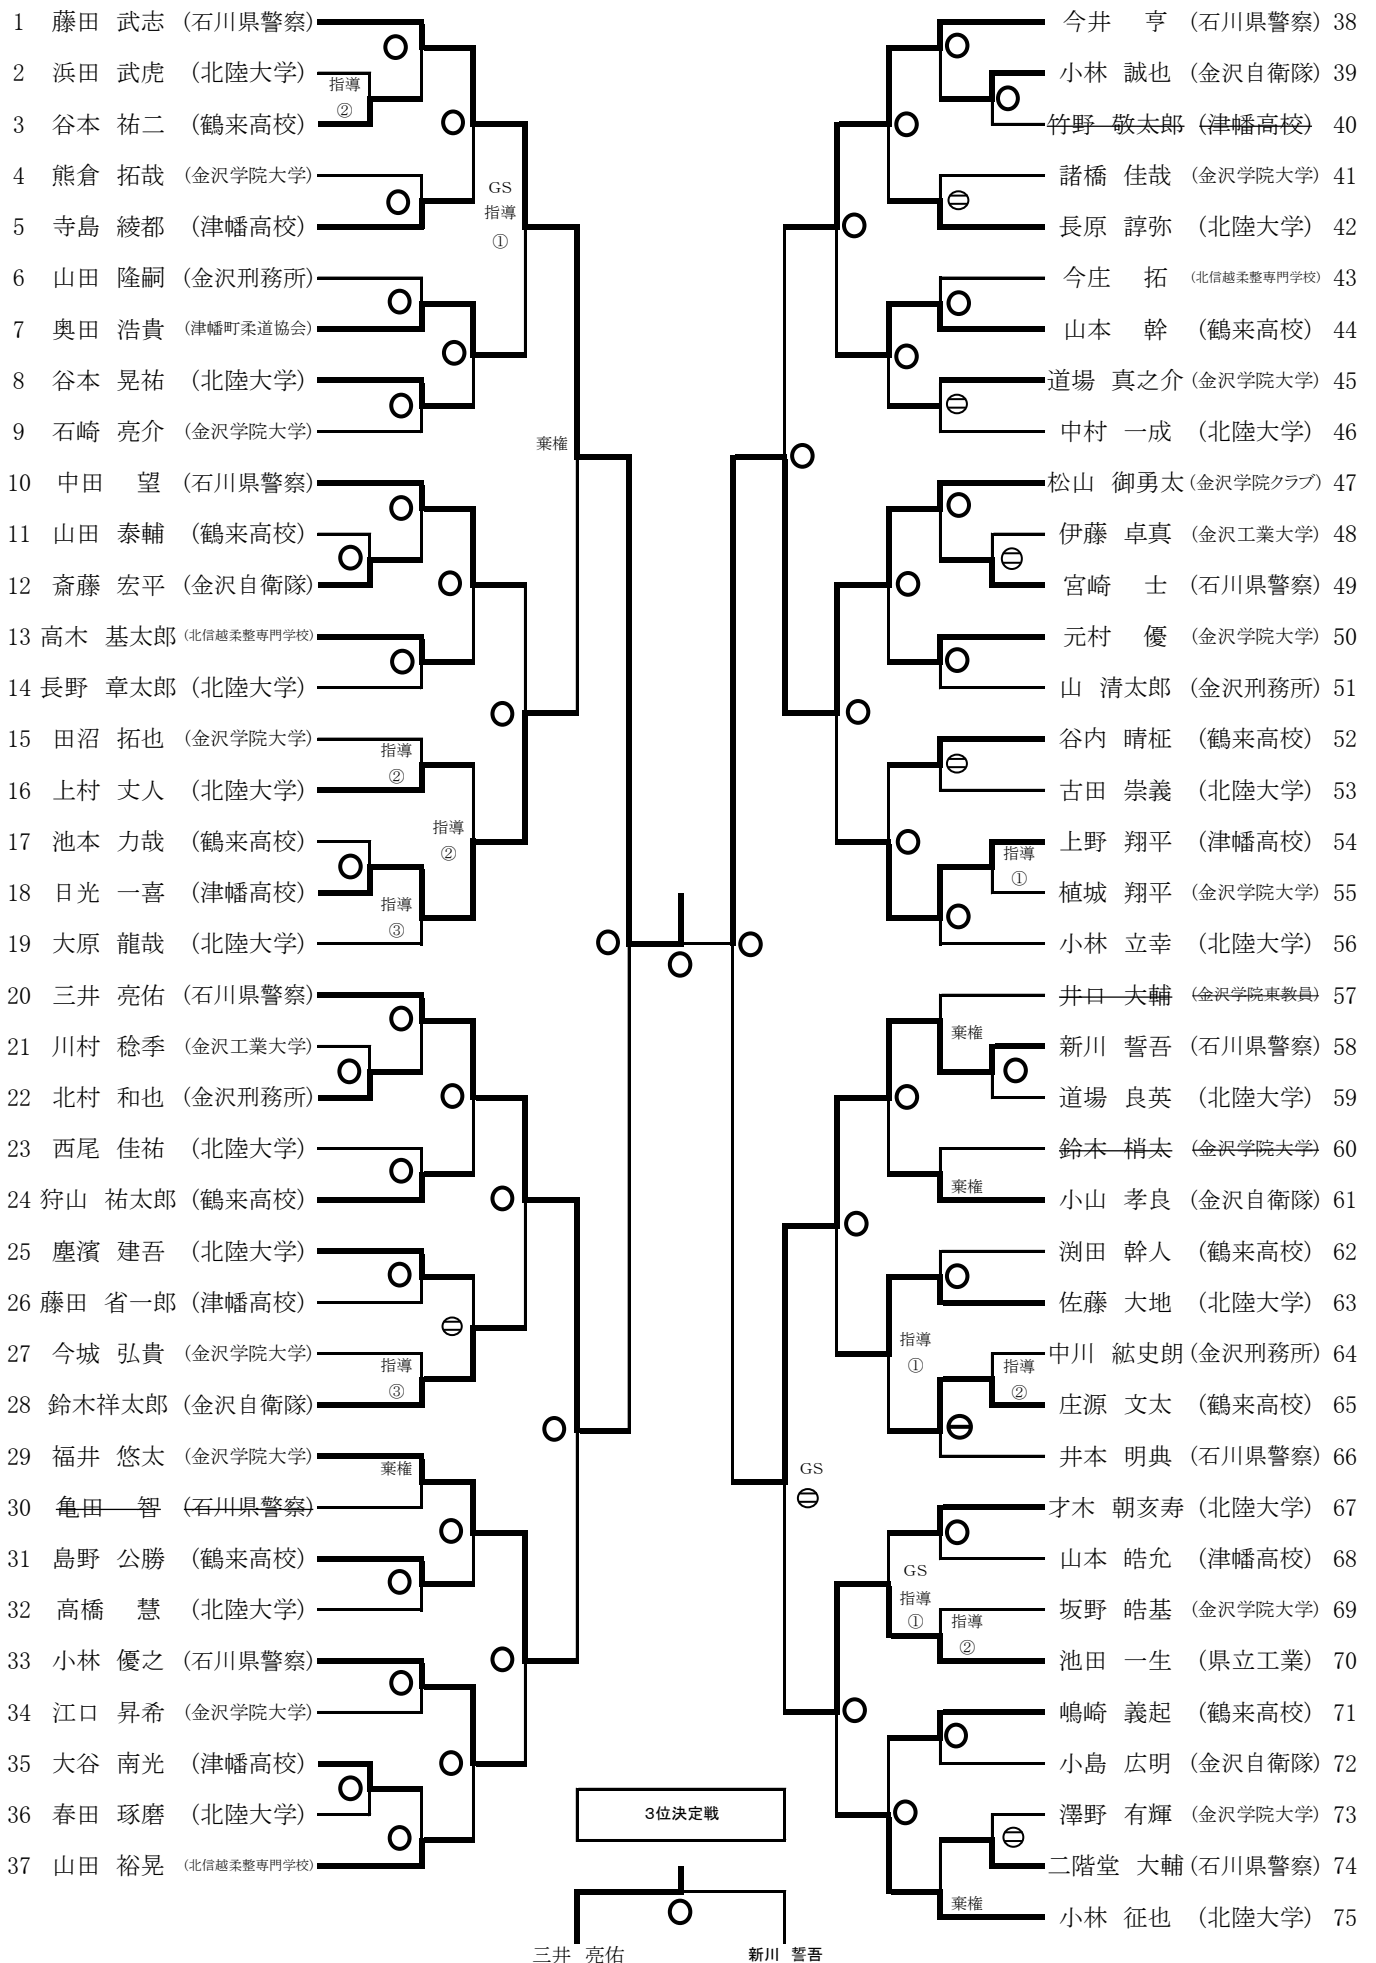 1 藤田 武志 (石川県警察)
2 浜田 武虎 (北陸大学)
指導
②
3 谷本 祐二 (鶴来高校)
4 熊倉 拓哉 (金沢学院大学)
GS
指導
①
5 寺島 綾都 (津幡高校)
6 山田 隆嗣 (金沢刑務所)
7 奥田 浩貴 (津幡町柔道協会)
8 谷本 晃祐 (北陸大学)
9 石崎 亮介 (金沢学院大学)
棄権
10 中田 望 (石川県警察)
11 山田 泰輔 (鶴来高校)
12 斎藤 宏平 (金沢自衛隊)
13 高木 基太郎 (北信越柔整専門学校)
14 長野 章太郎 (北陸大学)
15 田沼 拓也 (金沢学院大学)
指導
②
16 上村 丈人 (北陸大学)
17 池本 力哉 (鶴来高校)
指導
②
18 日光 一喜 (津幡高校)
指導
③
19 大原 龍哉 (北陸大学)
20 三井 亮佑 (石川県警察)
21 川村 稔季 (金沢工業大学)
22 北村 和也 (金沢刑務所)
23 西尾 佳祐 (北陸大学)
24 狩山 祐太郎 (鶴来高校)
25 塵濱 建吾 (北陸大学)
26 藤田 省一郎 (津幡高校)
27 今城 弘貴 (金沢学院大学)
指導
③
28 鈴木祥太郎 (金沢自衛隊)
29 福井 悠太 (金沢学院大学)
棄権
30 亀田 智 (石川県警察)
31 島野 公勝 (鶴来高校)
32 高橋 慧 (北陸大学)
33 小林 優之 (石川県警察)
34 江口 昇希 (金沢学院大学)
35 大谷 南光 (津幡高校)
36 春田 琢磨 (北陸大学)
37 山田 裕晃 (北信越柔整専門学校)
今井 亨 (石川県警察) 38
小林 誠也 (金沢自衛隊) 39
竹野 敬太郎 (津幡高校) 40
諸橋 佳哉 (金沢学院大学) 41
長原 諄弥 (北陸大学) 42
今庄 拓 (北信越柔整専門学校) 43
山本 幹 (鶴来高校) 44
道場 真之介 (金沢学院大学) 45
中村 一成 (北陸大学) 46
松山 御勇太 (金沢学院クラブ) 47
伊藤 卓真 (金沢工業大学) 48
宮崎 士 (石川県警察) 49
元村 優 (金沢学院大学) 50
山 清太郎 (金沢刑務所) 51
谷内 晴柾 (鶴来高校) 52
古田 崇義 (北陸大学) 53
上野 翔平 (津幡高校) 54
指導
①
植城 翔平 (金沢学院大学) 55
小林 立幸 (北陸大学) 56
井口 大輔 (金沢学院東教員) 57
棄権
新川 誓吾 (石川県警察) 58
道場 良英 (北陸大学) 59
鈴木 梢太 (金沢学院大学) 60
棄権
小山 孝良 (金沢自衛隊) 61
渕田 幹人 (鶴来高校) 62
佐藤 大地 (北陸大学) 63
指導
①
中川 紘史朗 (金沢刑務所) 64
指導
②
庄源 文太 (鶴来高校) 65
井本 明典 (石川県警察) 66
GS
才木 朝亥寿 (北陸大学) 67
山本 皓允 (津幡高校) 68
GS
指導
①
坂野 皓基 (金沢学院大学) 69
指導
②
池田 一生 (県立工業) 70
嶋崎 義起 (鶴来高校) 71
小島 広明 (金沢自衛隊) 72
澤野 有輝 (金沢学院大学) 73
二階堂 大輔 (石川県警察) 74
棄権
小林 征也 (北陸大学) 75
3位決定戦
三井 亮佑
新川 誓吾